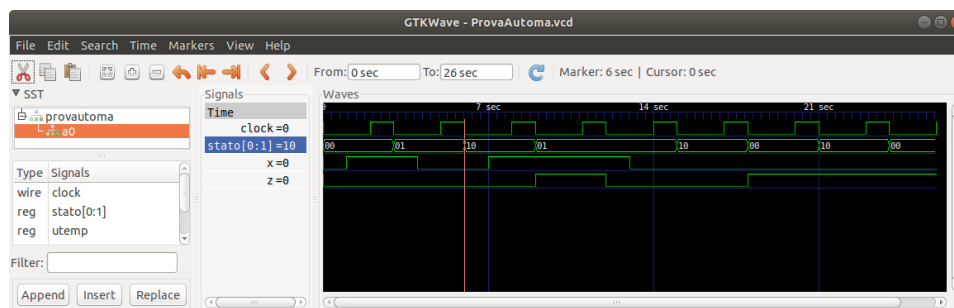 GTKWave - ProvaAutoma.vcd
File Edit Search Time Markers View Help
From: 0 sec To: 26 sec Marker: 6 sec | Cursor: 0 sec
SST
provautoma
a0
Type Signals
wire clock
reg stato[0:1]
reg utemp
Filter:
Append Insert Replace
Signals
Time
clock =0
stato[0:1] =10
x =0
z =0
Waves
7 sec 14 sec 21 sec
00 01 10 01 10 00 10 00